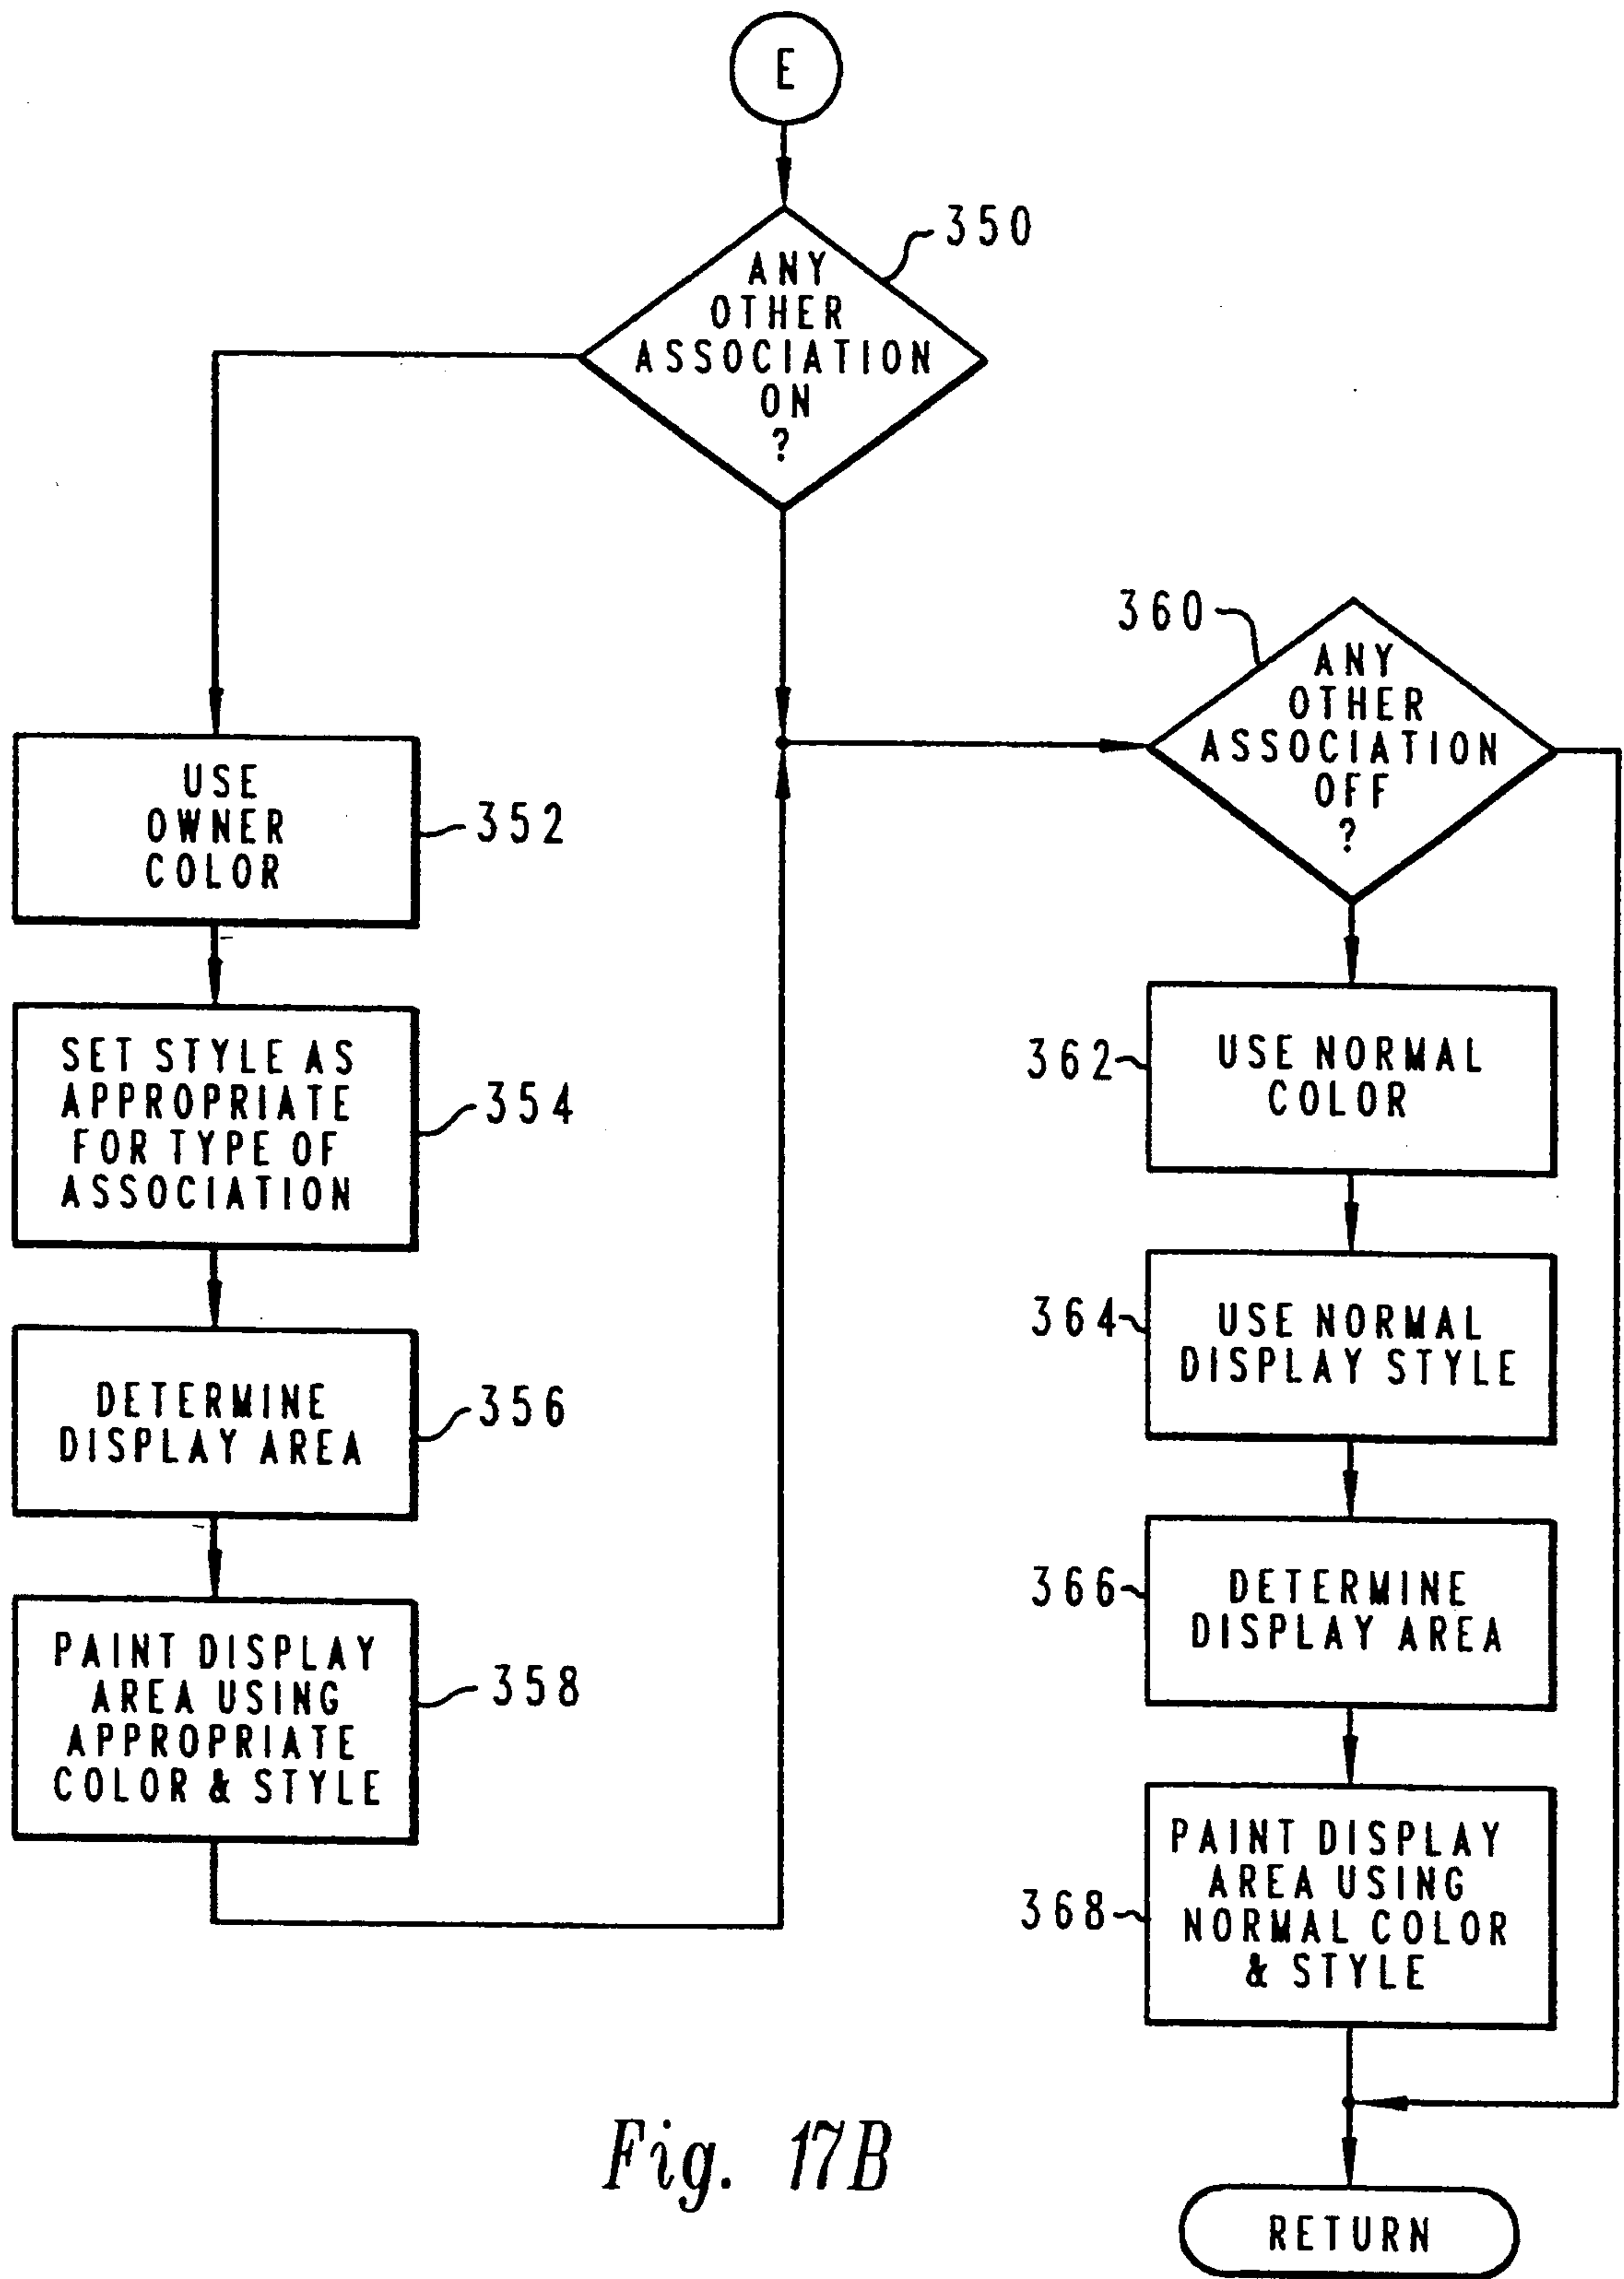 E
350
ANY
OTHER
ASSOCIATION
ON
?
360
ANY
OTHER
ASSOCIATION
OFF
?
USE
OWNER
COLOR
352
SET STYLE AS
APPROPRIATE
FOR TYPE OF
ASSOCIATION
354
DETERMINE
DISPLAY AREA
356
PAINT DISPLAY
AREA USING
APPROPRIATE
COLOR & STYLE
358
362
USE NORMAL
COLOR
364
USE NORMAL
DISPLAY STYLE
366
DETERMINE
DISPLAY AREA
368
PAINT DISPLAY
AREA USING
NORMAL COLOR
& STYLE
RETURN
Fig. 17B